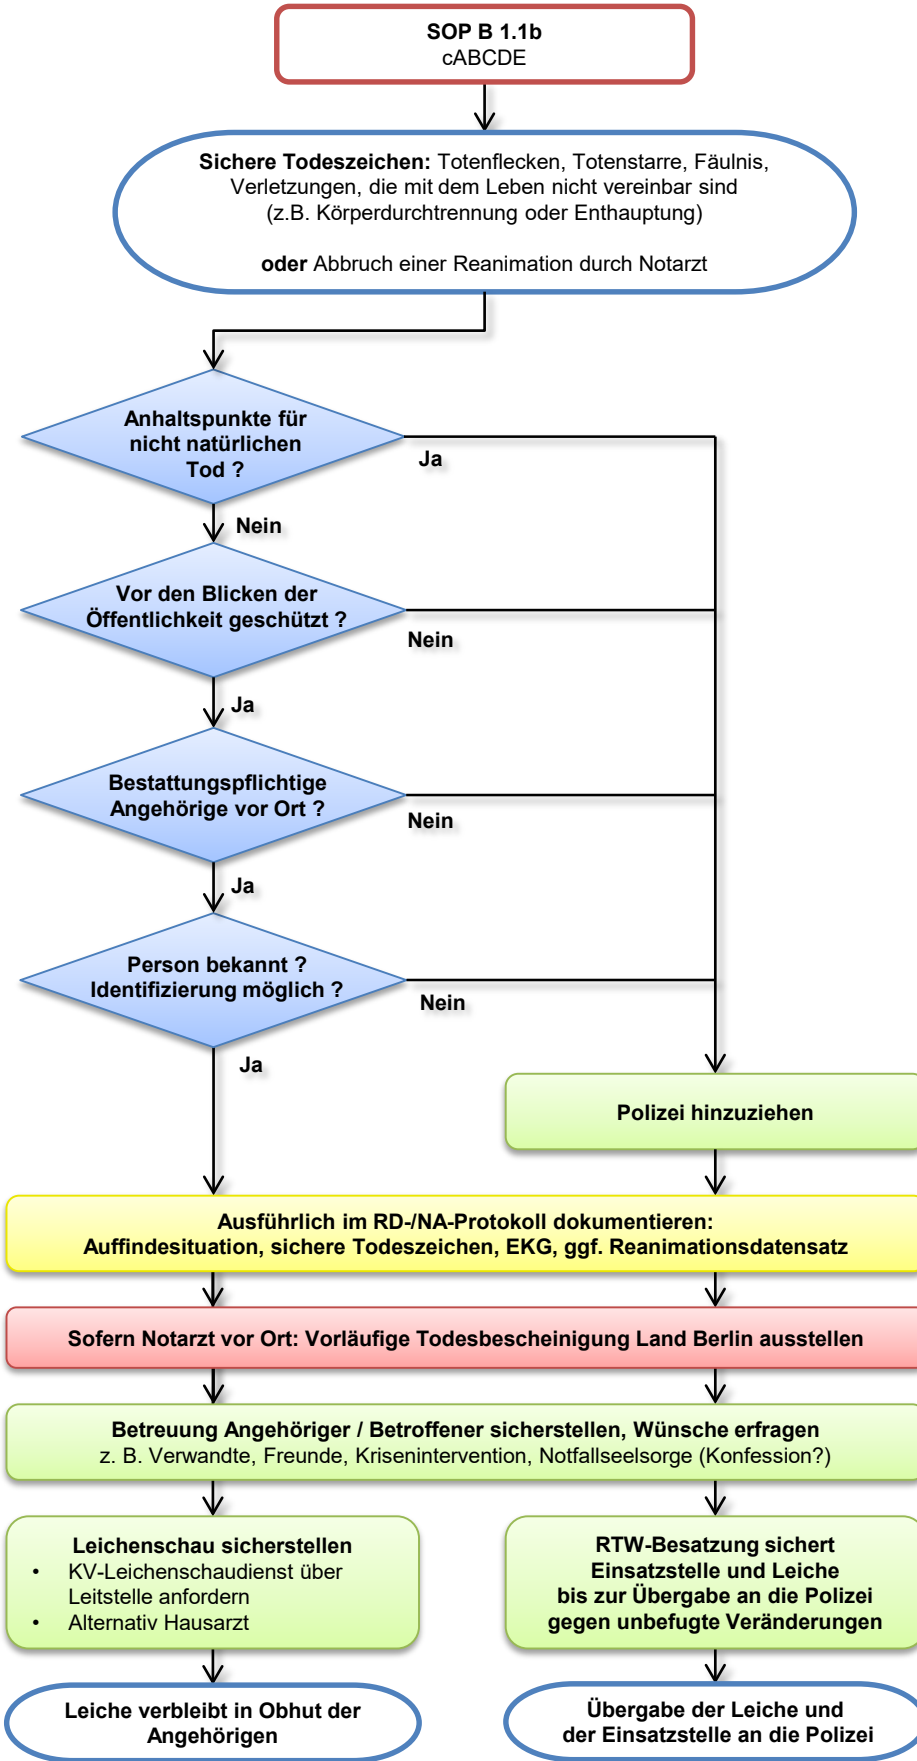 SOP B 1.1b
cABCDE
Sichere Todeszeichen: Totenflecken, Totenstarre, Fäulnis,
Verletzungen, die mit dem Leben nicht vereinbar sind
(z.B. Körperdurchtrennung oder Enthauptung)
oder Abbruch einer Reanimation durch Notarzt
Anhaltspunkte für
nicht natürlichen
Tod ?
Ja
Nein
Vor den Blicken der
Öffentlichkeit geschützt ?
Nein
Ja
Bestattungspflichtige
Angehörige vor Ort ?
Nein
Ja
Person bekannt ?
Identifizierung möglich ?
Nein
Ja
Polizei hinzuziehen
Ausführlich im RD-/NA-Protokoll dokumentieren:
Auffindesituation, sichere Todeszeichen, EKG, ggf. Reanimationsdatensatz
Sofern Notarzt vor Ort: Vorläufige Todesbescheinigung Land Berlin ausstellen
Betreuung Angehöriger / Betroffener sicherstellen, Wünsche erfragen
z. B. Verwandte, Freunde, Krisenintervention, Notfallseelsorge (Konfession?)
Leichenschau sicherstellen
• KV-Leichenschaudienst über
Leitstelle anfordern
• Alternativ Hausarzt
RTW-Besatzung sichert
Einsatzstelle und Leiche
bis zur Übergabe an die Polizei
gegen unbefugte Veränderungen
Leiche verbleibt in Obhut der
Angehörigen
Übergabe der Leiche und
der Einsatzstelle an die Polizei